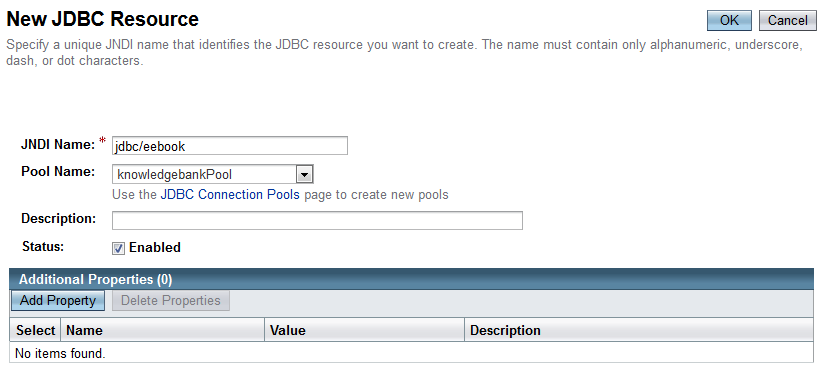 New JDBC Resource
OK Cancel
Specify a unique JNDI name that identifies the JDBC resource you want to create. The name must contain only alphanumeric, underscore,
dash, or dot characters.
JNDI Name: * jdbc/eebook
Pool Name: knowledgebankPool
Use the JDBC Connection Pools page to create new pools
Description:
Status: Enabled
Additional Properties (0)
Add Property Delete Properties
Select Name Value Description
No items found.